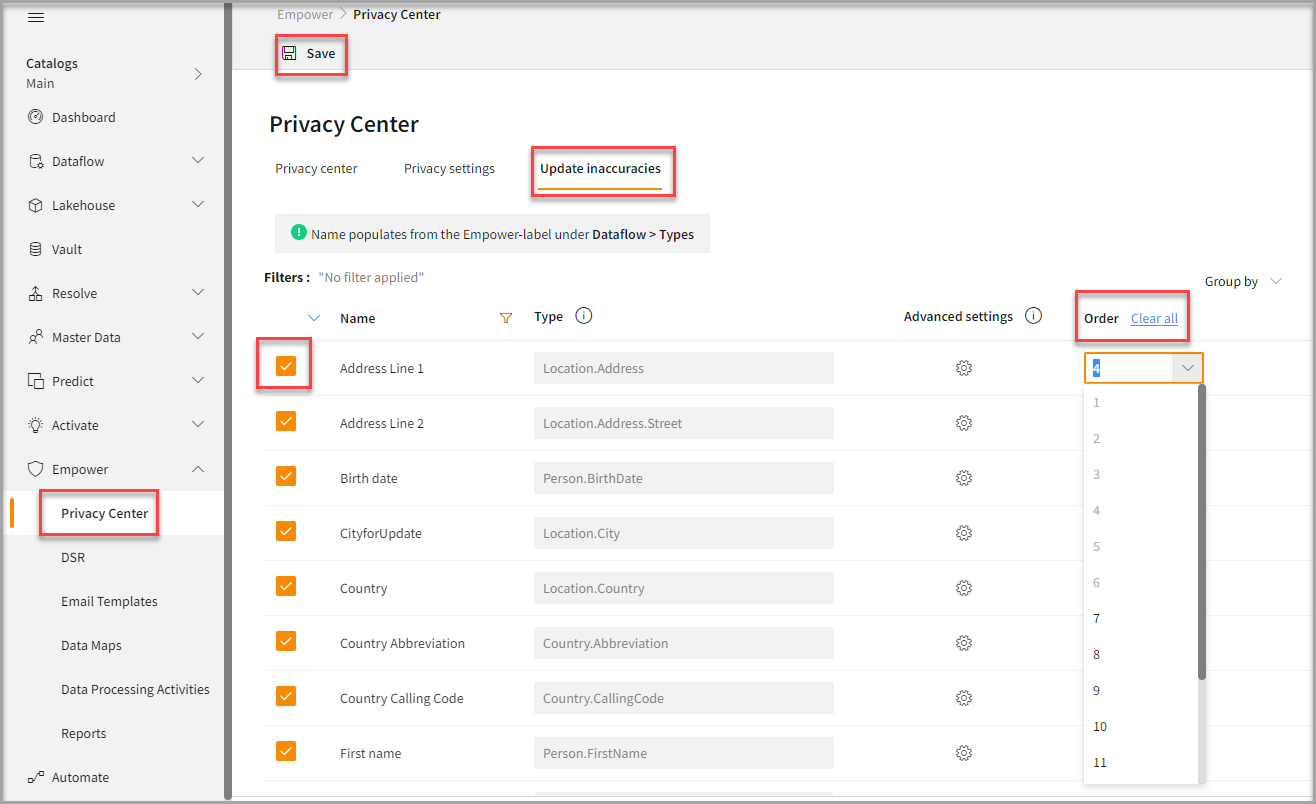 Catalogs
Main
Dashboard
Dataflow
Lakehouse
Vault
Resolve
Master Data
Predict
Activate
Empower
Privacy Center
DSR
Email Templates
Data Maps
Data Processing Activities
Reports
Automate
Empower > Privacy Center
Save
Privacy Center
Privacy center Privacy settings Update inaccuracies
! Name populates from the Empower-label under Dataflow > Types
Filters : "No filter applied"
Group by
Name Type i Advanced settings i Order Clear all
Address Line 1 Location.Address 4
Address Line 2 Location.Address.Street
Birth date Person.BirthDate
CityforUpdate Location.City
Country Location.Country
Country Abbreviation Country.Abbreviation
Country Calling Code Country.CallingCode
First name Person.FirstName
1
2
3
4
5
6
7
8
9
10
11